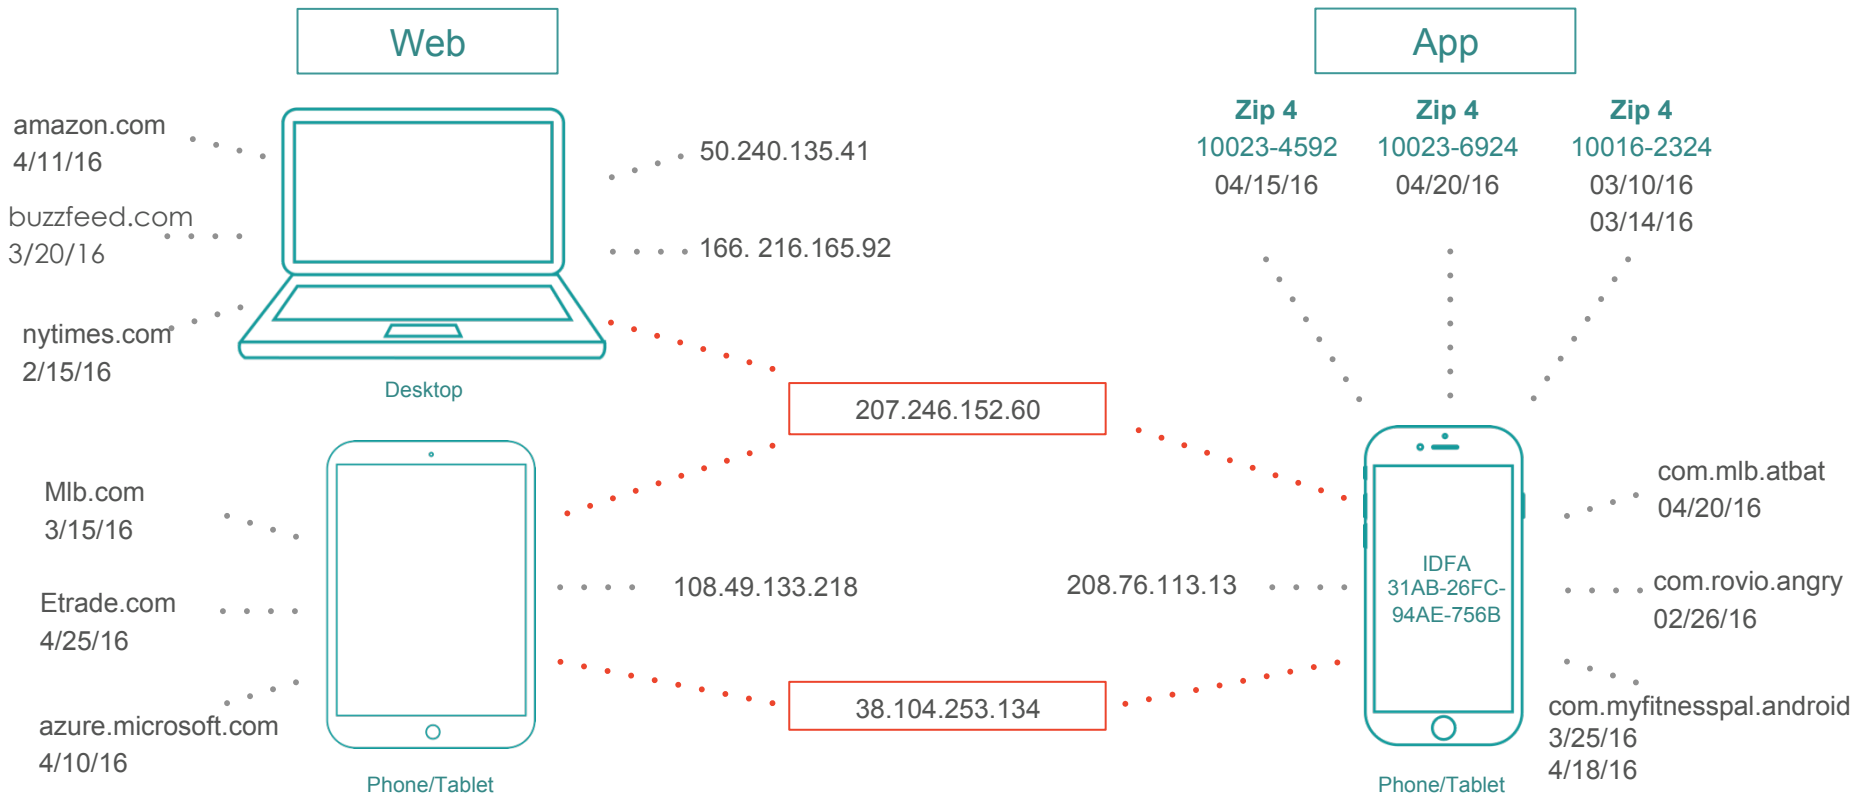 Web
amazon.com
4/11/16
buzzfeed.com
3/20/16
nytimes.com
2/15/16
50.240.135.41
166. 216.165.92
Desktop
207.246.152.60
Mlb.com
3/15/16
Etrade.com
4/25/16
azure.microsoft.com
4/10/16
108.49.133.218
38.104.253.134
Phone/Tablet
App
Zip 4
10023-4592
04/15/16
Zip 4
10023-6924
04/20/16
Zip 4
10016-2324
03/10/16
03/14/16
208.76.113.13
IDFA
31AB-26FC-
94AE-756B
com.mlb.atbat
04/20/16
com.rovio.angry
02/26/16
com.myfitnesspal.android
3/25/16
4/18/16
Phone/Tablet